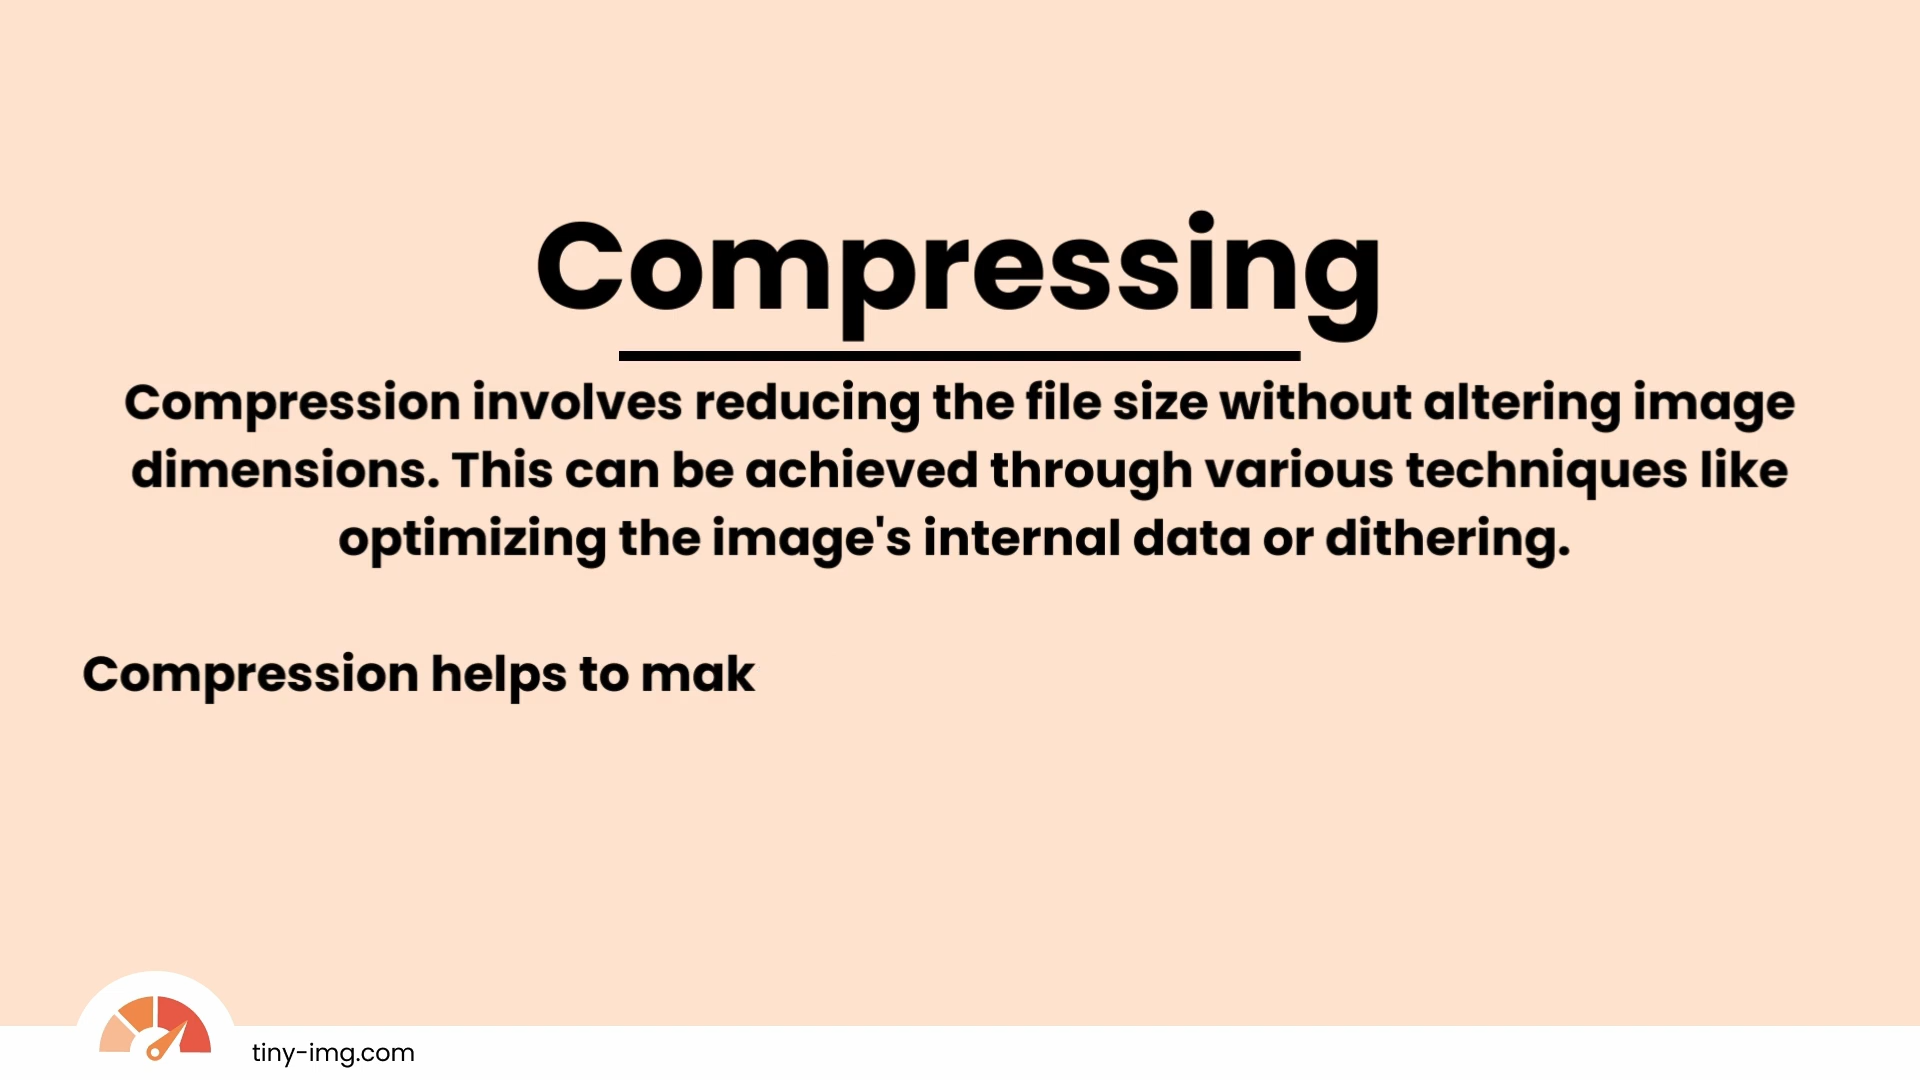 Compressing
Compression involves reducing the file size without altering image
dimensions. This can be achieved through various techniques like
optimizing the image's internal data or dithering.
Compression helps to mak
tiny-img.com